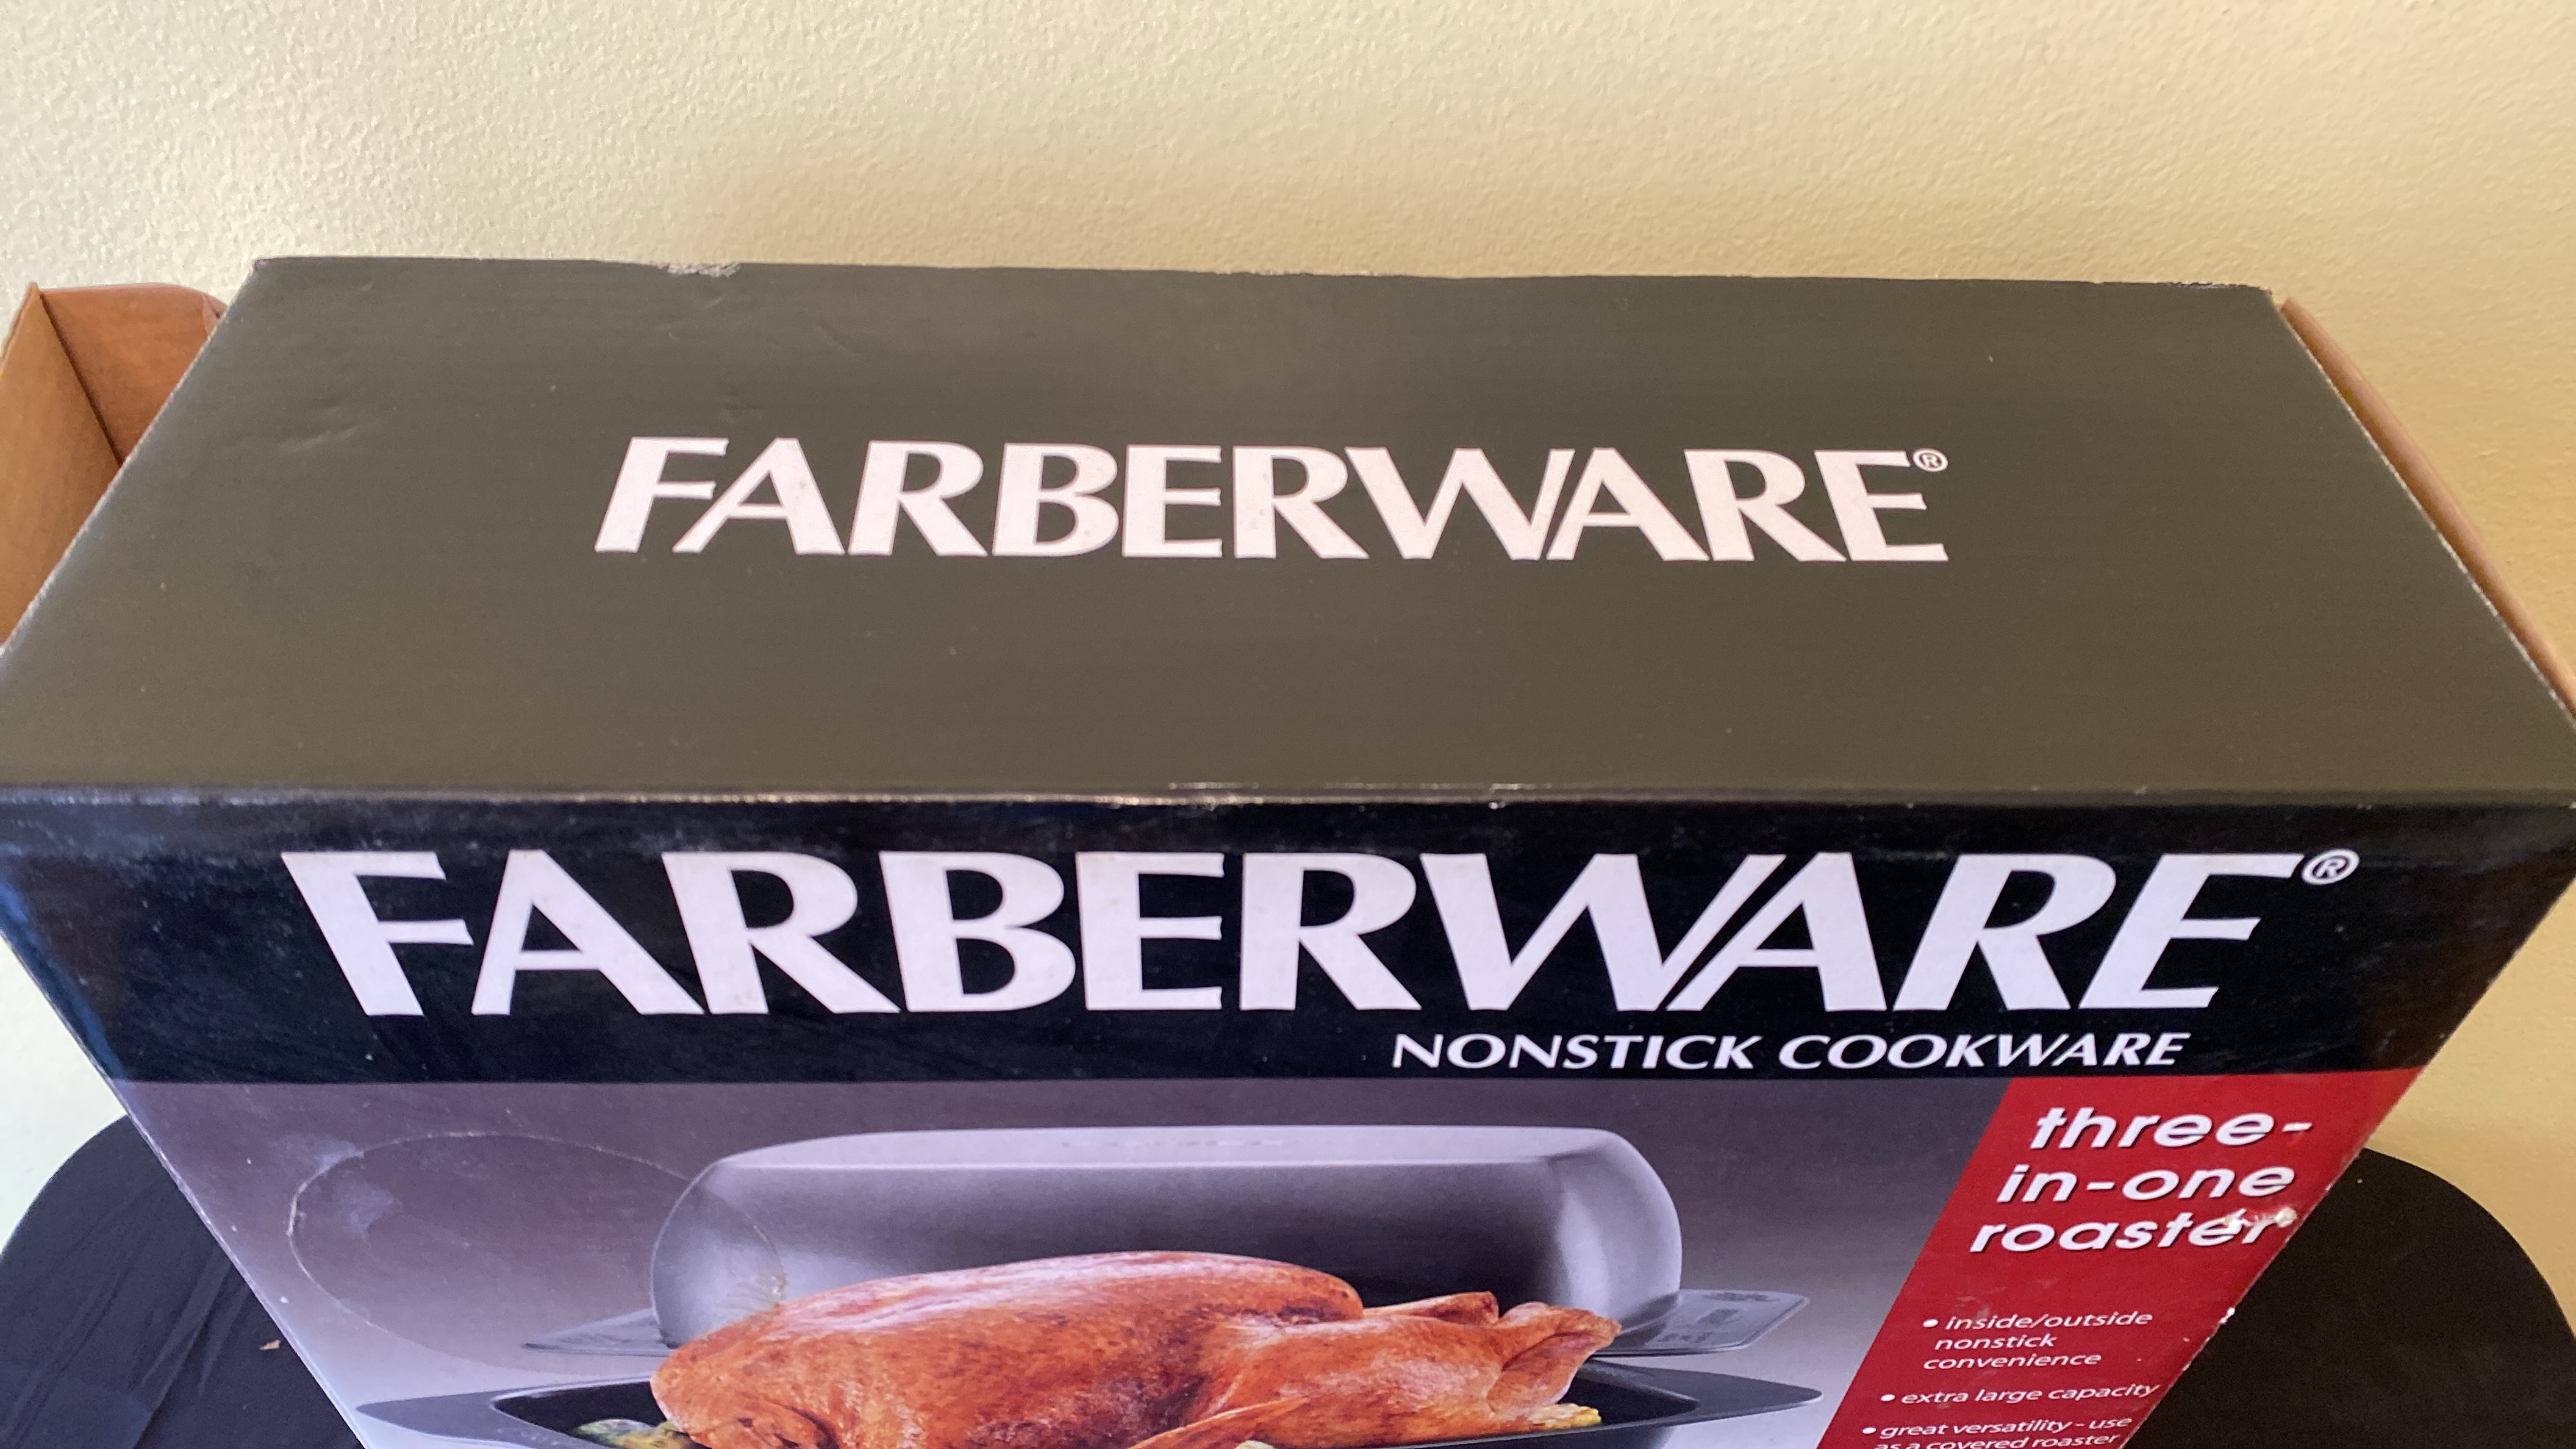 FARBERWARE®
FARBERWARE®
NONSTICK COOKWARE
three-
in-one
roaster
• inside/outside
nonstick
convenience
• extra large capacity
• great versatility - use
as a covered roaster